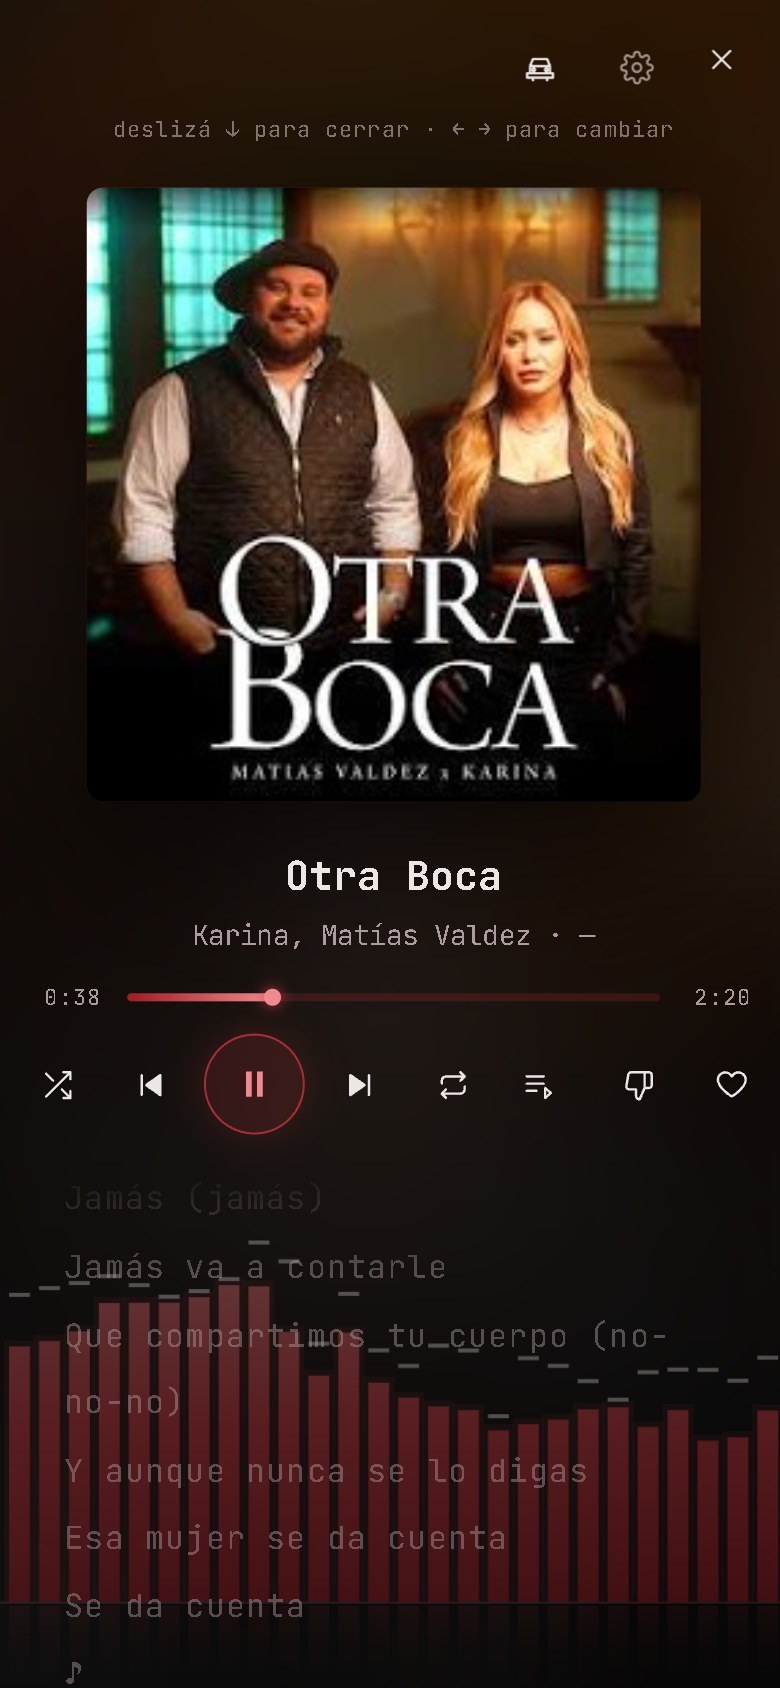 deslizá ↓ para cerrar · ← → para cambiar
OTRA
BOCA
MATIAS VALDEZ x KARINA
Otra Boca
Karina, Matías Valdez · —
0:38
2:20
Jamás (jamás)
Jamás va a contarle
Que compartimos tu cuerpo (no-
no-no)
Y aunque nunca se lo digas
Esa mujer se da cuenta
Se da cuenta
♪